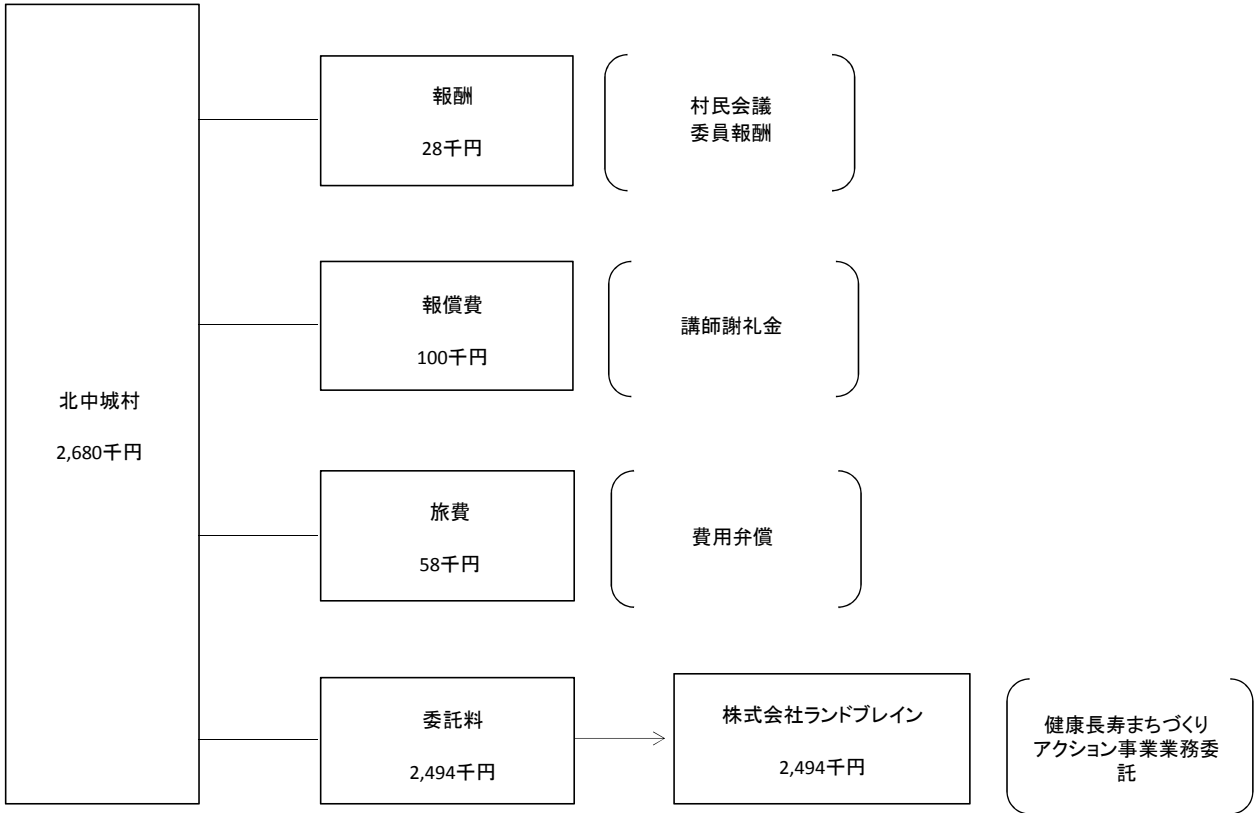 北中城村
2,680千円
報酬
28千円
村民会議
委員報酬
報償費
100千円
講師謝礼金
旅費
58千円
費用弁償
委託料
2,494千円
株式会社ランドブレイン
2,494千円
健康長寿まちづくり
アクション事業業務委
託